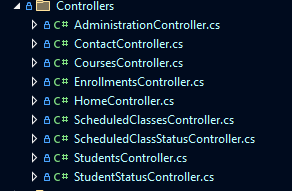 Controllers
C# AdministrationController.cs
C# ContactController.cs
C# CoursesController.cs
C# EnrollmentsController.cs
C# HomeController.cs
C# ScheduledClassesController.cs
C# ScheduledClassStatusController.cs
C# StudentsController.cs
C# StudentStatusController.cs